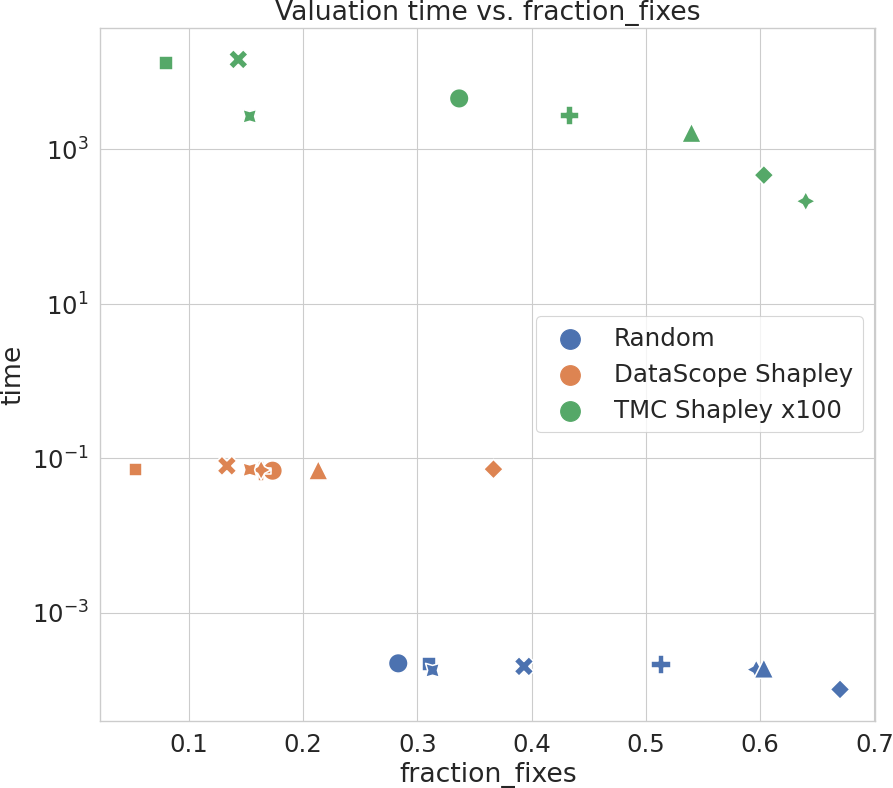 Valuation time vs. fraction_fixes
time
10³
10¹
10⁻¹
10⁻³
Random
DataScope Shapley
TMC Shapley x100
0.1 0.2 0.3 0.4 0.5 0.6 0.7
fraction_fixes